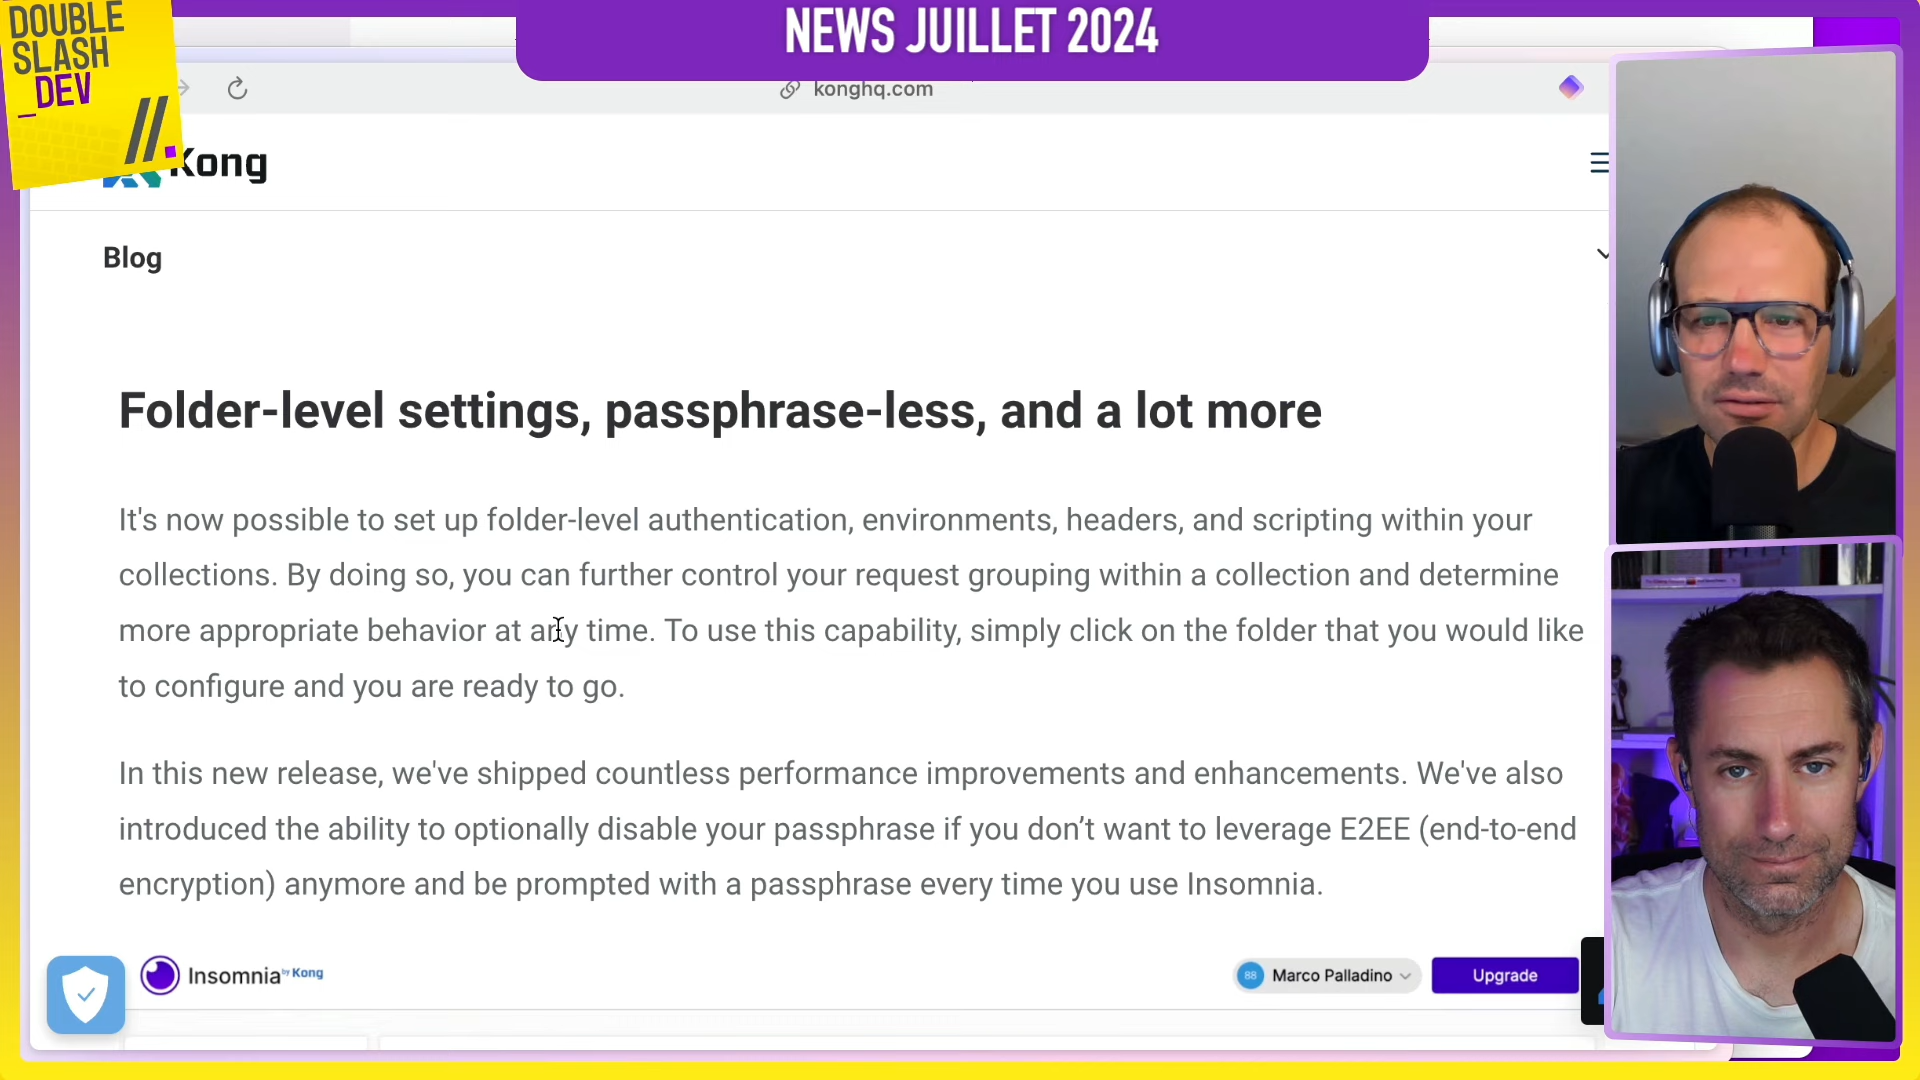 DOUBLE
SLASH
_DEV
//.
NEWS JUILLET 2024
konghq.com
Kong
Blog
Folder-level settings, passphrase-less, and a lot more
It's now possible to set up folder-level authentication, environments, headers, and scripting within your
collections. By doing so, you can further control your request grouping within a collection and determine
more appropriate behavior at any time. To use this capability, simply click on the folder that you would like
to configure and you are ready to go.
In this new release, we've shipped countless performance improvements and enhancements. We've also
introduced the ability to optionally disable your passphrase if you don’t want to leverage E2EE (end-to-end
encryption) anymore and be prompted with a passphrase every time you use Insomnia.
Insomnia by Kong
Marco Palladino
Upgrade